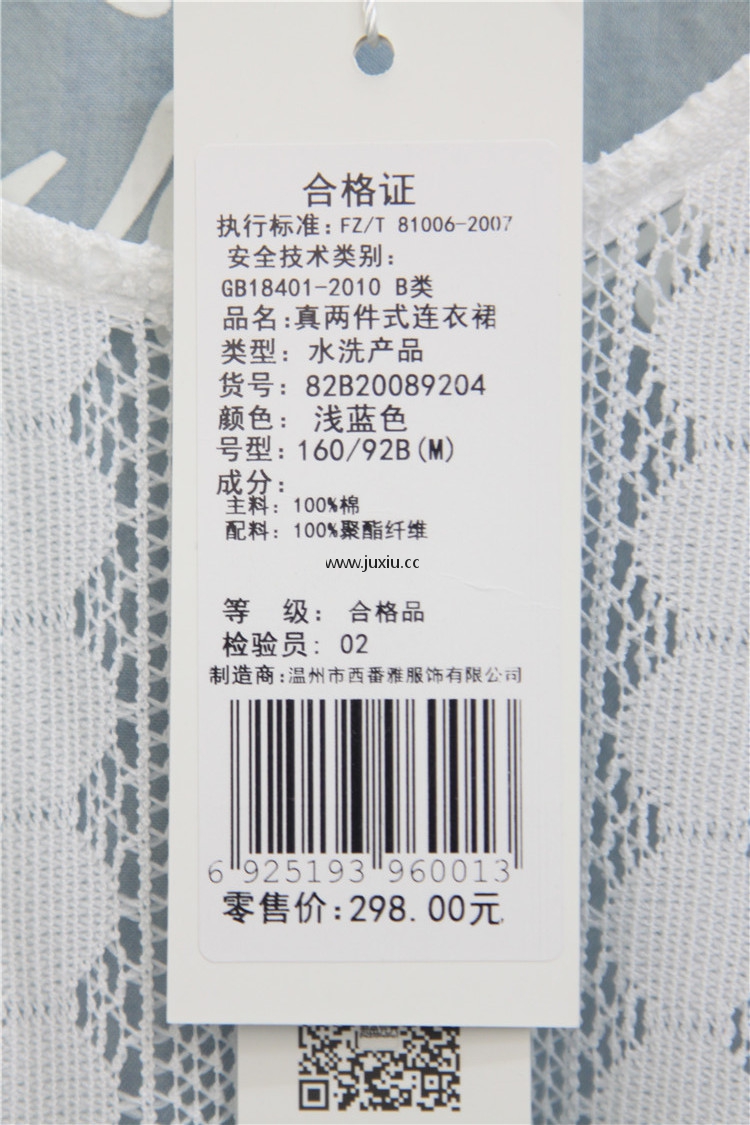 合格证
执行标准: FZ/T 81006-2007
安全技术类别:
GB18401-2010 B类
品名:真两件式连衣裙
类型: 水洗产品
货号: 82B20089204
颜色: 浅蓝色
号型: 160/92B(M)
成分:
主料: 100%棉
配料: 100%聚酯纤维
www.juxiu.cc
等 级: 合格品
检验员: 02
制造商:温州市西番雅服饰有限公司
6 925193 960013
零售价:298.00元